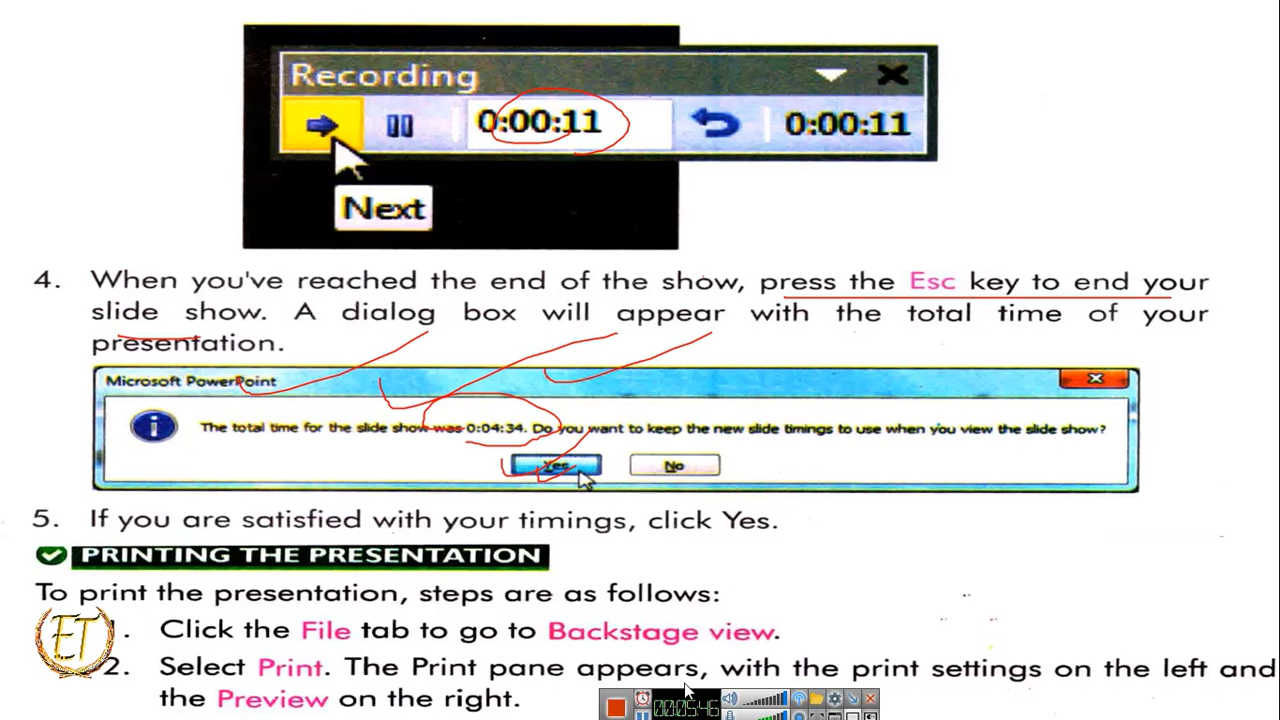 Recording
0:00:11 0:00:11
Next
4. When you've reached the end of the show, press the Esc key to end your
slide show. A dialog box will appear with the total time of your
presentation.
Microsoft PowerPoint
The total time for the slide show was 0:04:34. Do you want to keep the new slide timings to use when you view the slide show?
Yes No
5. If you are satisfied with your timings, click Yes.
PRINTING THE PRESENTATION
To print the presentation, steps are as follows:
1. Click the File tab to go to Backstage view.
ET
2. Select Print. The Print pane appears, with the print settings on the left and
the Preview on the right.
00:05:46